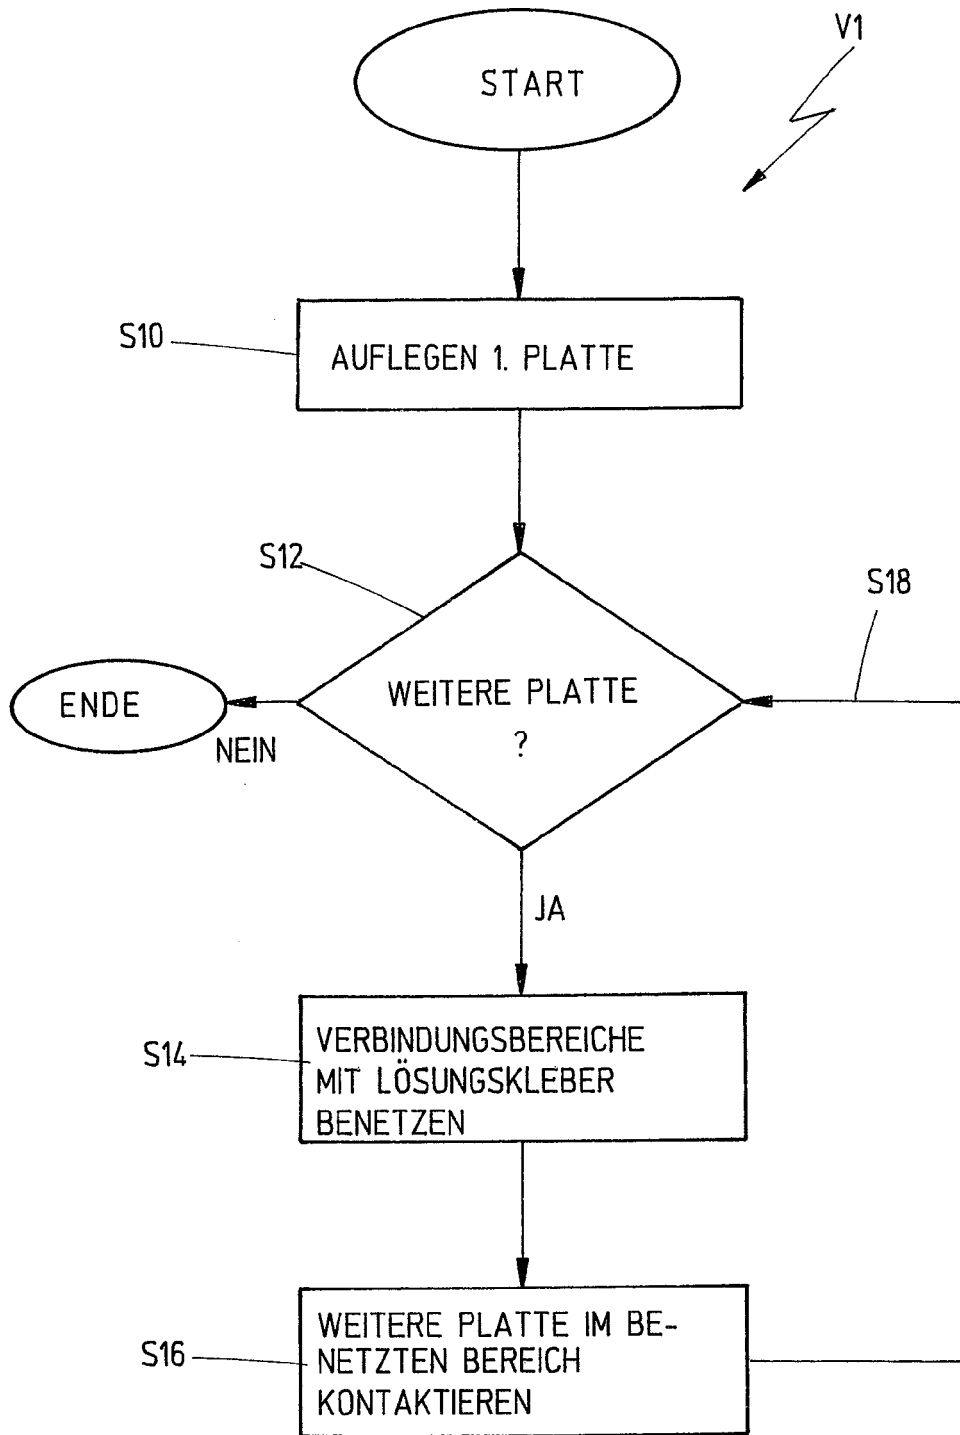 START
V1
S10
AUFLEGEN 1. PLATTE
S12
S18
WEITERE PLATTE
?
ENDE
NEIN
JA
S14
VERBINDUNGSBEREICHE
MIT LÖSUNGSKLEBER
BENETZEN
S16
WEITERE PLATTE IM BE-
NETZTEN BEREICH
KONTAKTIEREN